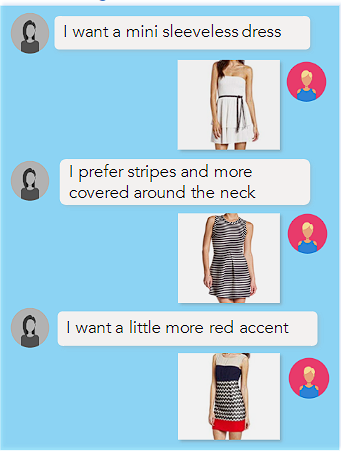 I want a mini sleeveless dress
I prefer stripes and more
covered around the neck
I want a little more red accent